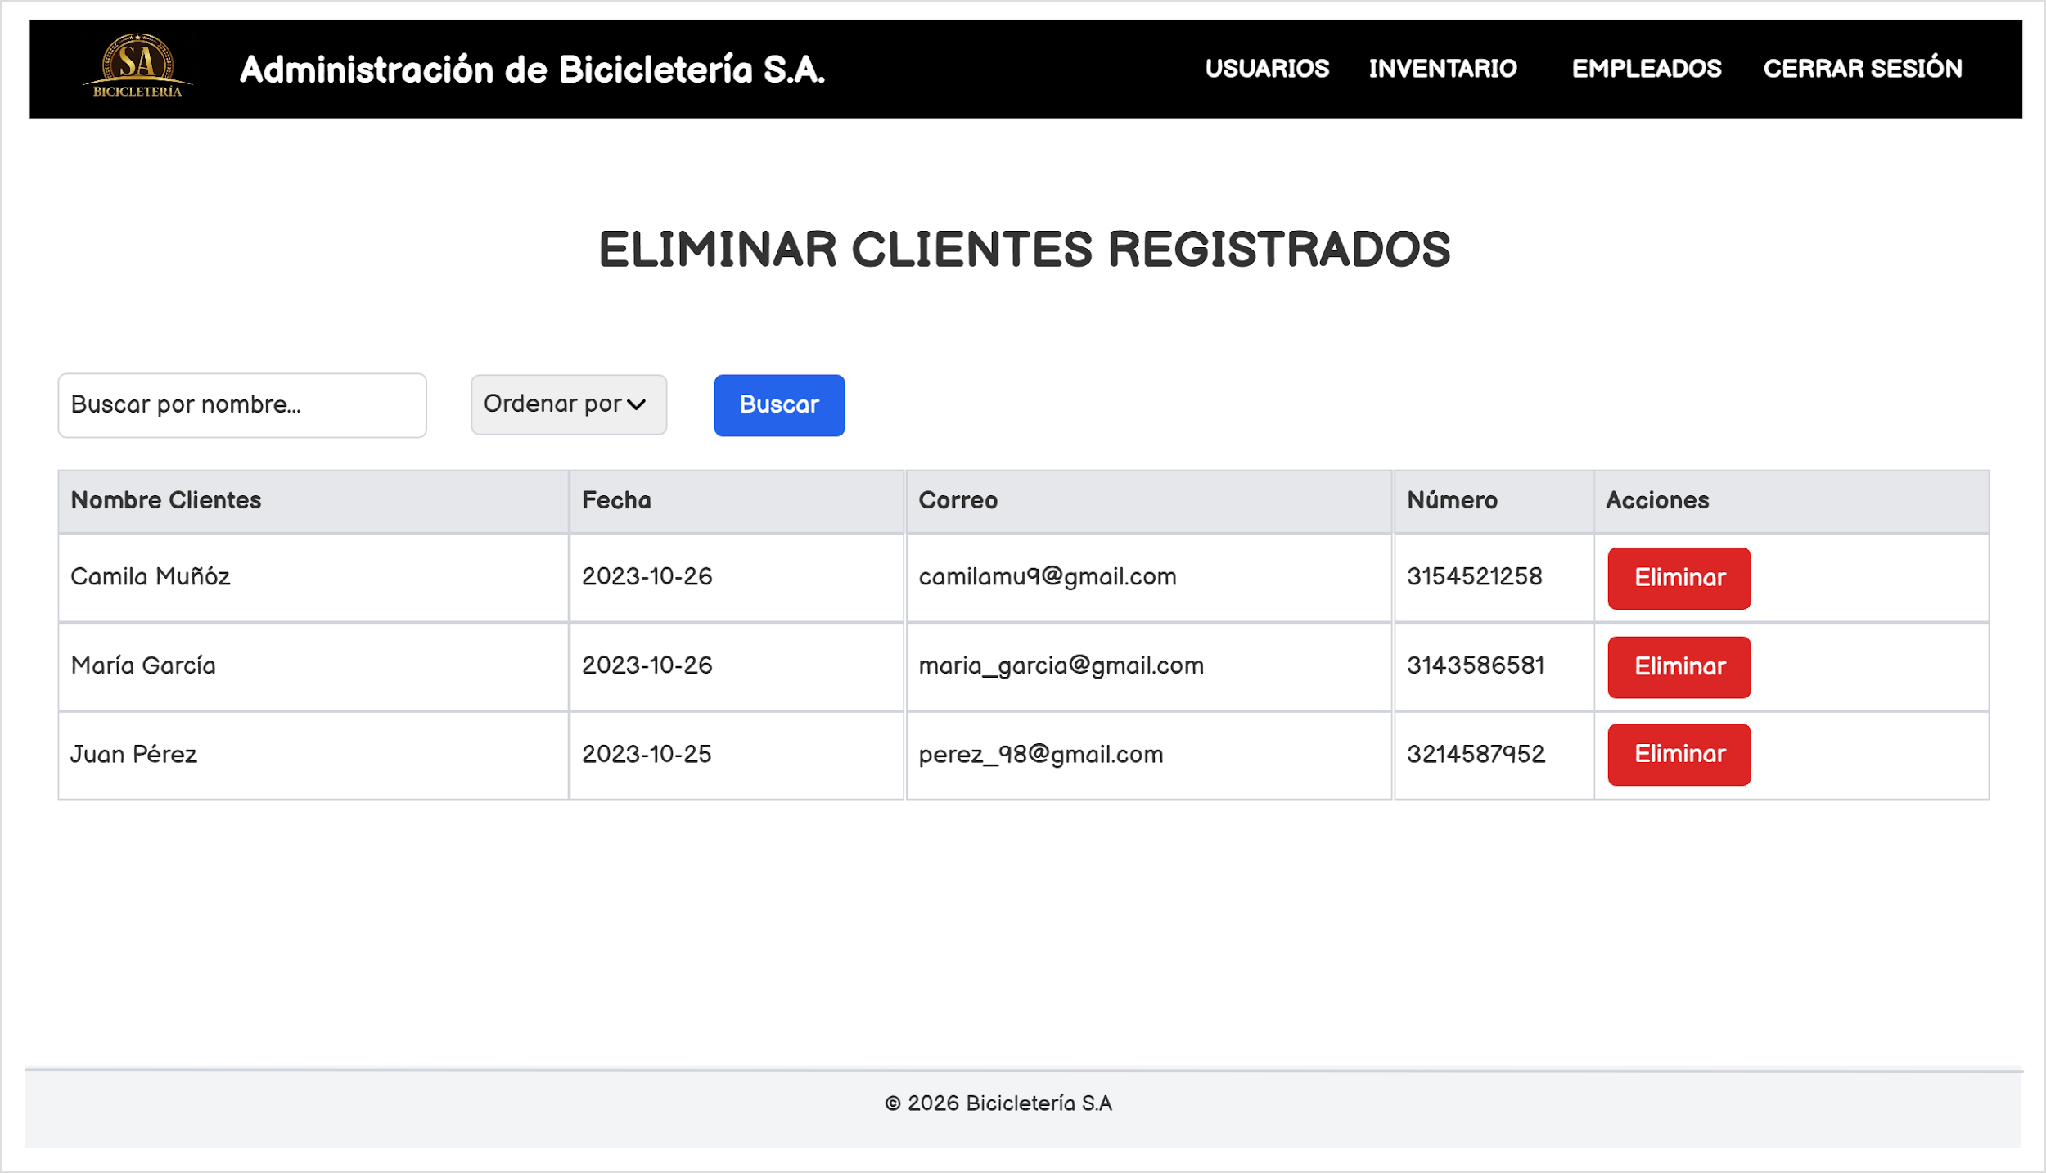 SA
BICICLETERÍA
Administración de Bicicletería S.A.
USUARIOS INVENTARIO EMPLEADOS CERRAR SESIÓN
ELIMINAR CLIENTES REGISTRADOS
Buscar por nombre... Ordenar por Buscar
Nombre Clientes Fecha Correo Número Acciones
Camila Muñóz 2023-10-26 camilamu9@gmail.com 3154521258 Eliminar
María García 2023-10-26 maria_garcia@gmail.com 3143586581 Eliminar
Juan Pérez 2023-10-25 perez_98@gmail.com 3214587952 Eliminar
© 2026 Bicicletería S.A